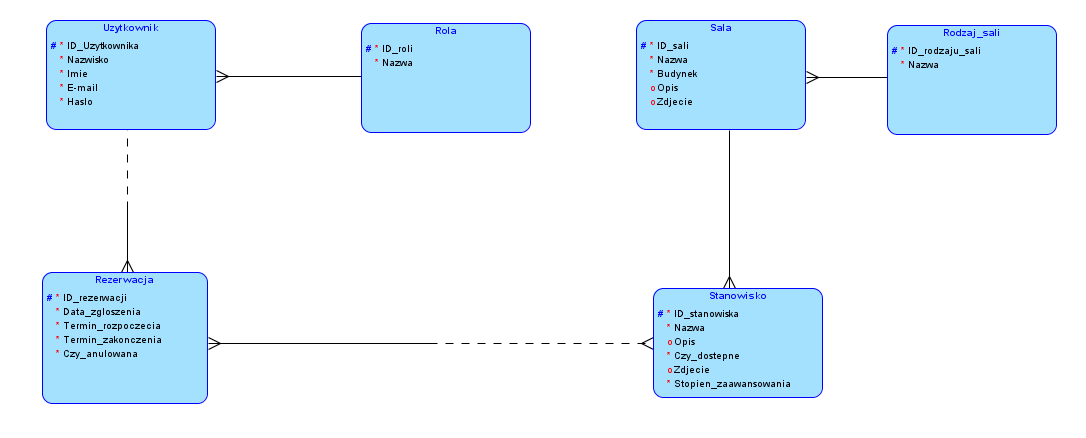 Uzytkownik
# * ID_Uzytkownika
* Nazwisko
* Imie
* E-mail
* Haslo
Rola
# * ID_roli
* Nazwa
Sala
# * ID_sali
* Nazwa
* Budynek
o Opis
o Zdjecie
Rodzaj_sali
# * ID_rodzaju_sali
* Nazwa
Rezerwacja
# * ID_rezerwacji
* Data_zgloszenia
* Termin_rozpoczecia
* Termin_zakonczenia
* Czy_anulowana
Stanowisko
# * ID_stanowiska
* Nazwa
o Opis
* Czy_dostepne
o Zdjecie
* Stopien_zaawansowania